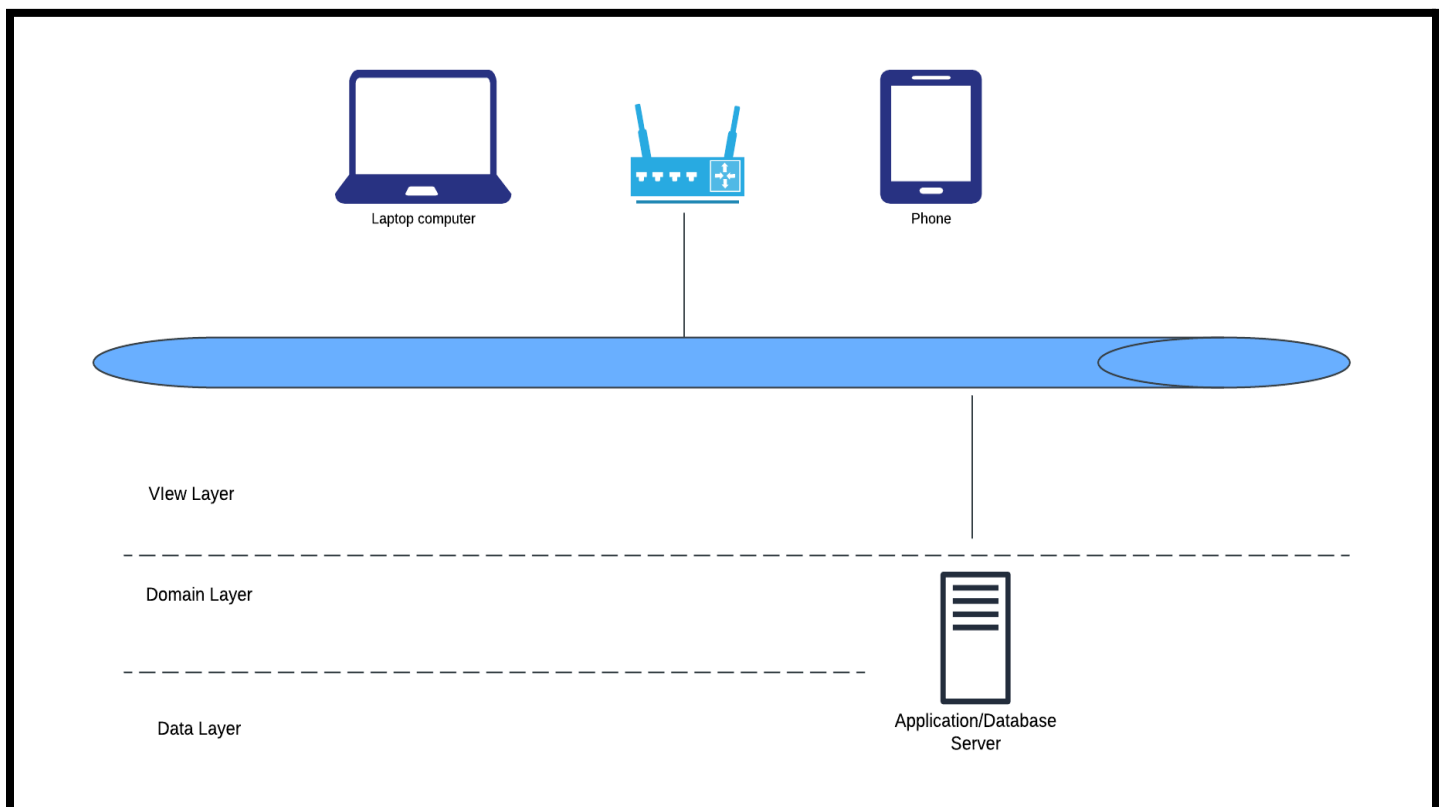 Laptop computer
Phone
VIew Layer
Domain Layer
Application/Database
Server
Data Layer